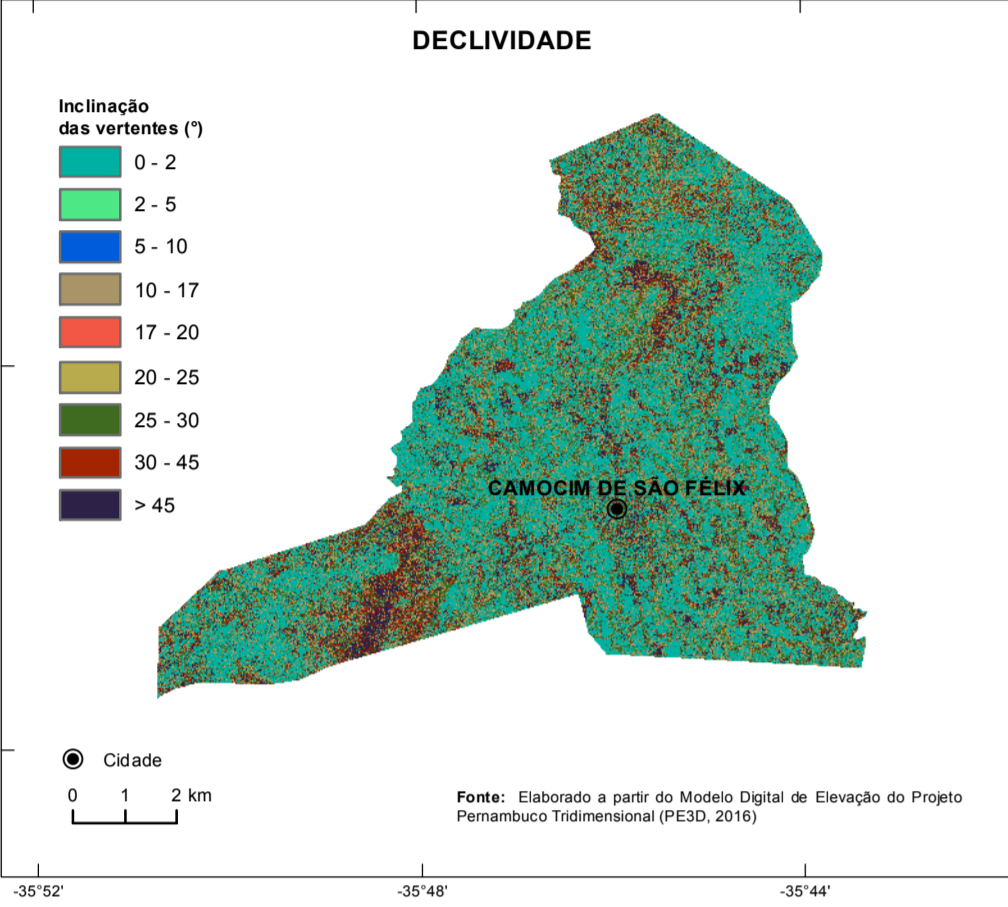 DECLIVIDADE
Inclinação
das vertentes (°)
0 - 2
2 - 5
5 - 10
10 - 17
17 - 20
20 - 25
25 - 30
30 - 45
> 45
CAMOCIM DE SÃO FÉLIX
Cidade
0 1 2 km
Fonte: Elaborado a partir do Modelo Digital de Elevação do Projeto
Pernambuco Tridimensional (PE3D, 2016)
-35°52' -35°48' -35°44'